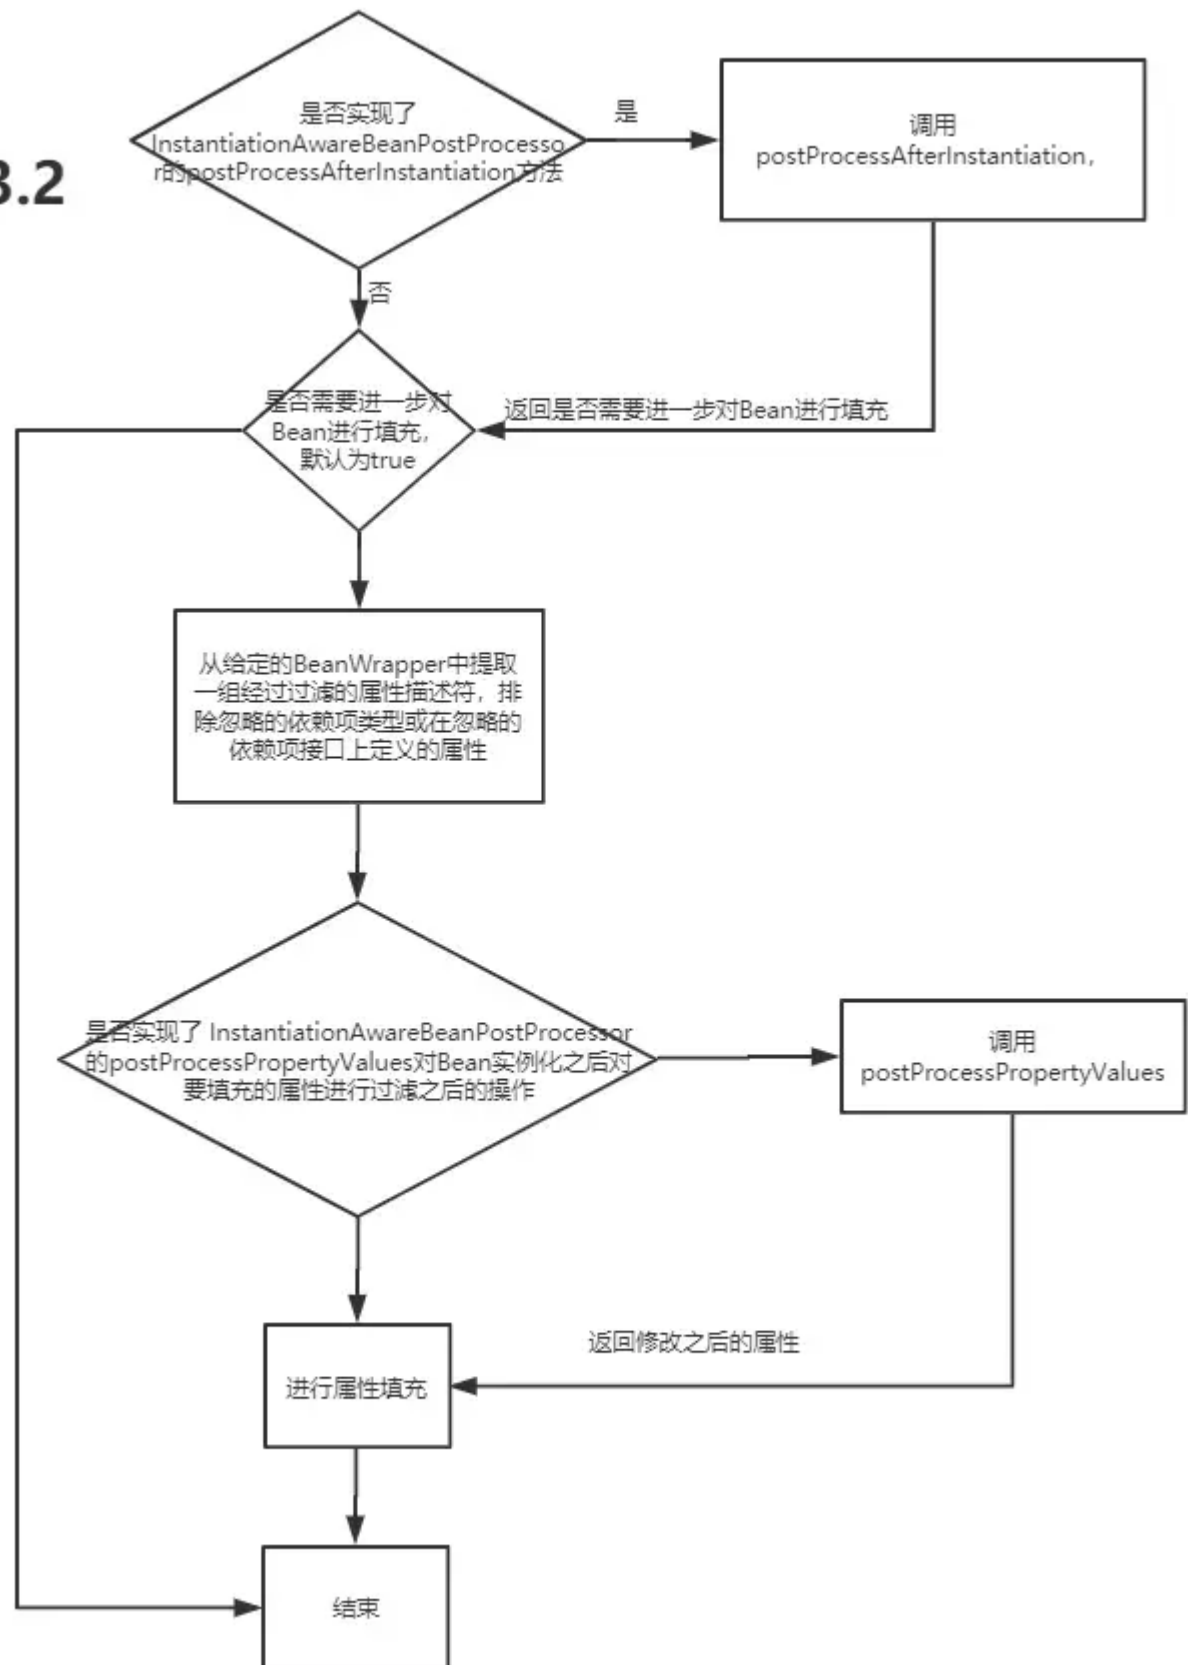 是否实现了
InstantiationAwareBeanPostProcesso
r的postProcessAfterInstantiation方法
是
调用
postProcessAfterInstantiation，
3.2
否
是否需要进一步对
Bean进行填充，
默认为true
返回是否需要进一步对Bean进行填充
从给定的BeanWrapper中提取
一组经过过滤的属性描述符，排
除忽略的依赖项类型或在忽略的
依赖项接口上定义的属性
是否实现了 InstantiationAwareBeanPostProcessor
的postProcessPropertyValues对Bean实例化之后对
要填充的属性进行过滤之后的操作
调用
postProcessPropertyValues
返回修改之后的属性
进行属性填充
结束